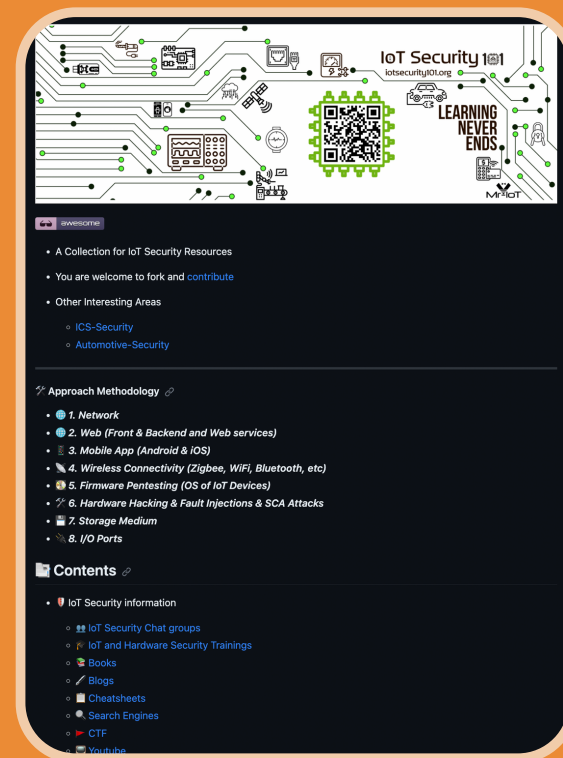 IoT Security 101
iotsecurity101.org
LEARNING
NEVER
ENDS
Mr-IoT
awesome
A Collection for IoT Security Resources
You are welcome to fork and contribute
Other Interesting Areas
ICS-Security
Automotive-Security
Approach Methodology
1. Network
2. Web (Front & Backend and Web services)
3. Mobile App (Android & iOS)
4. Wireless Connectivity (Zigbee, WiFi, Bluetooth, etc)
5. Firmware Pentesting (OS of IoT Devices)
6. Hardware Hacking & Fault Injections & SCA Attacks
7. Storage Medium
8. I/O Ports
Contents
IoT Security information
IoT Security Chat groups
IoT and Hardware Security Trainings
Books
Blogs
Cheatsheets
Search Engines
CTF
Youtube